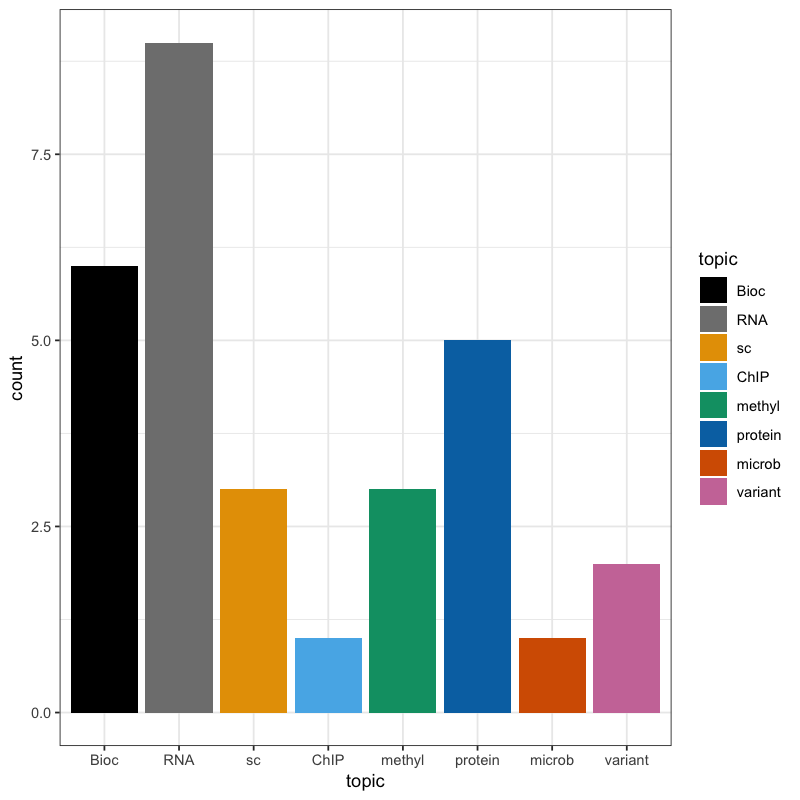 7.5
5.0
2.5
0.0
count
Bioc RNA sc ChIP methyl protein microb variant
topic
topic
Bioc
RNA
sc
ChIP
methyl
protein
microb
variant